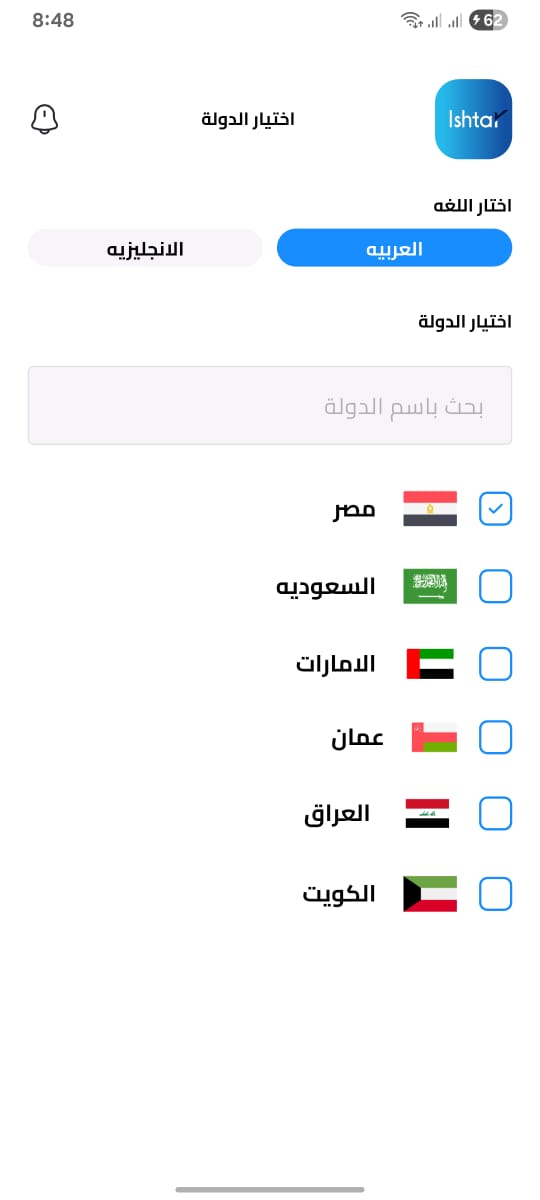 8:48
62
Ishtar
اختيار الدولة
اختار اللغه
العربيه
الانجليزيه
اختيار الدولة
بحث باسم الدولة
مصر
السعوديه
الامارات
عمان
العراق
الكويت